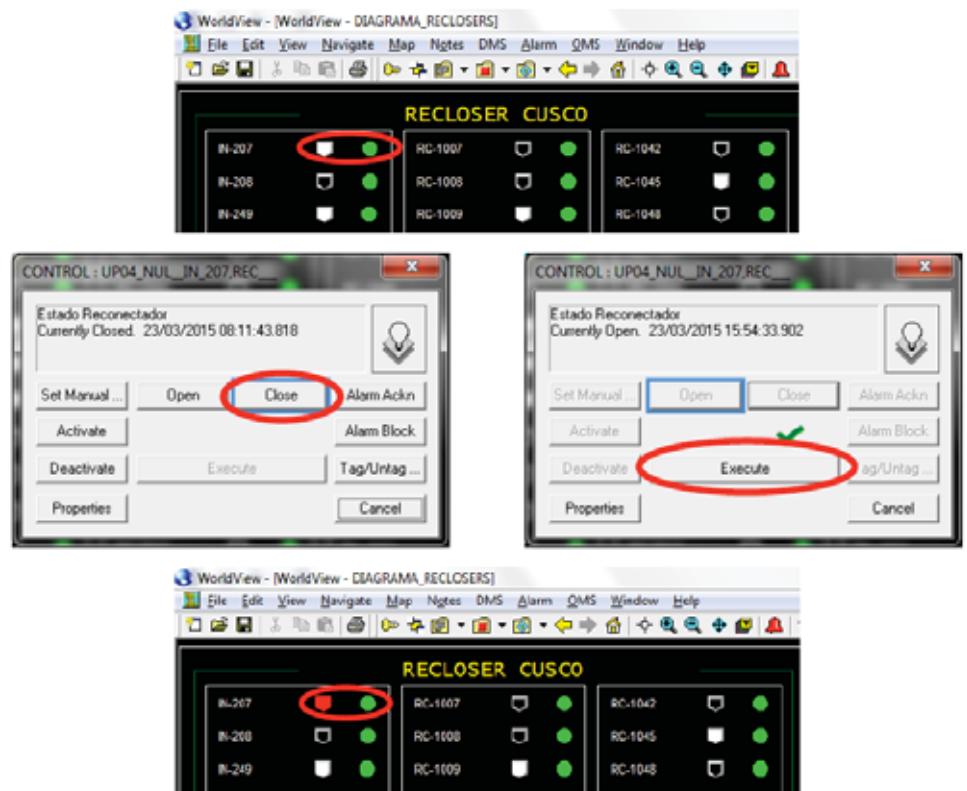 WorldView - [WorldView - DIAGRAMA_RECLOSERS]
File Edit View Navigate Map Notes DMS Alarm OMS Window Help
RECLOSER CUSCO
IN-207 RC-1007 RC-1042
IN-208 RC-1008 RC-1045
IN-249 RC-1009 RC-1048
CONTROL : UP04_NUL__IN_207,REC___
Estado Reconectador
Currently Closed. 23/03/2015 08:11:43.818
Set Manual ... Open Close Alarm Ackn
Activate Alarm Block
Deactivate Execute Tag/Untag ...
Properties Cancel
CONTROL : UP04_NUL__IN_207,REC___
Estado Reconectador
Currently Open. 23/03/2015 15:54:33.902
Set Manual ... Open Close Alarm Ackn
Activate Alarm Block
Deactivate Execute ag/Untag ...
Properties Cancel
WorldView - [WorldView - DIAGRAMA_RECLOSERS]
File Edit View Navigate Map Notes DMS Alarm OMS Window Help
RECLOSER CUSCO
IN-207 RC-1007 RC-1042
IN-208 RC-1008 RC-1045
IN-249 RC-1009 RC-1048